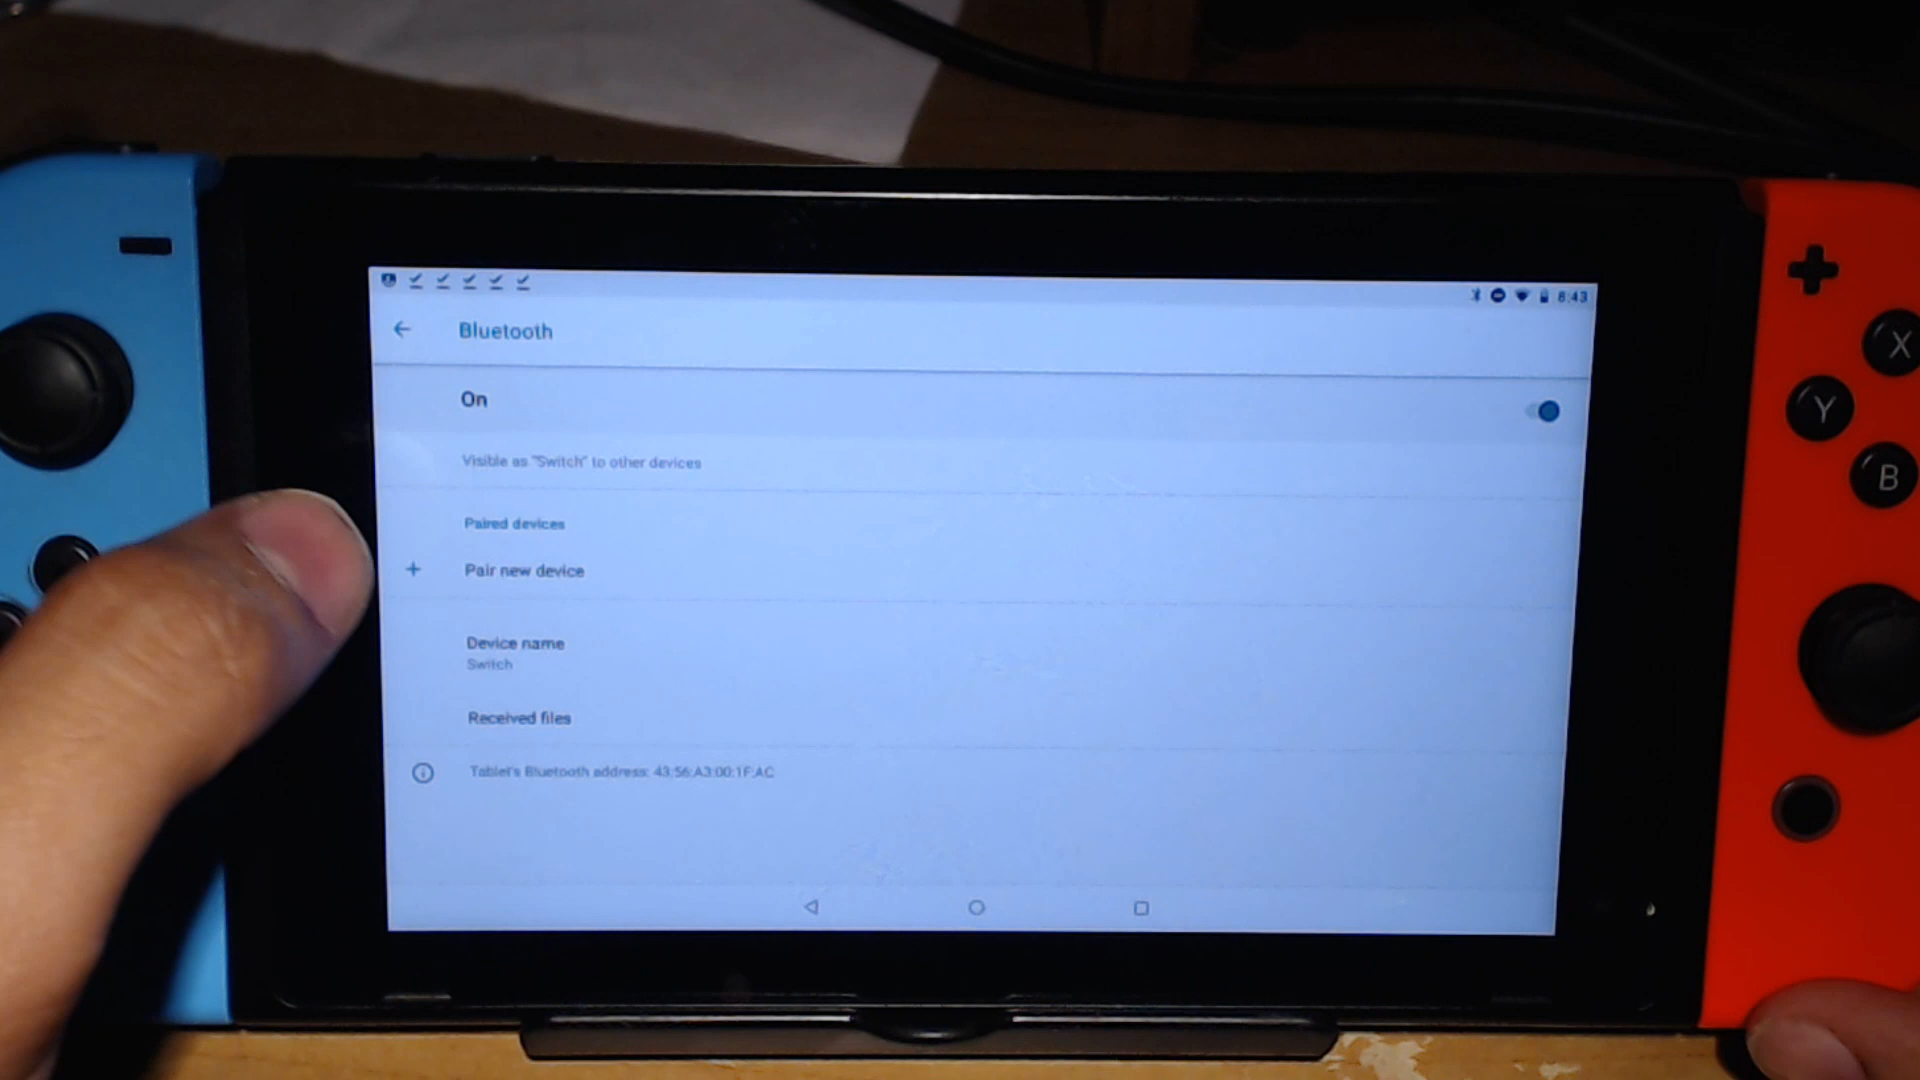 8:43
Bluetooth
On
Visible as "Switch" to other devices
Paired devices
+ Pair new device
Device name
Switch
Received files
Tablet's Bluetooth address: 43:56:A3:00:1F:AC
X
Y
B